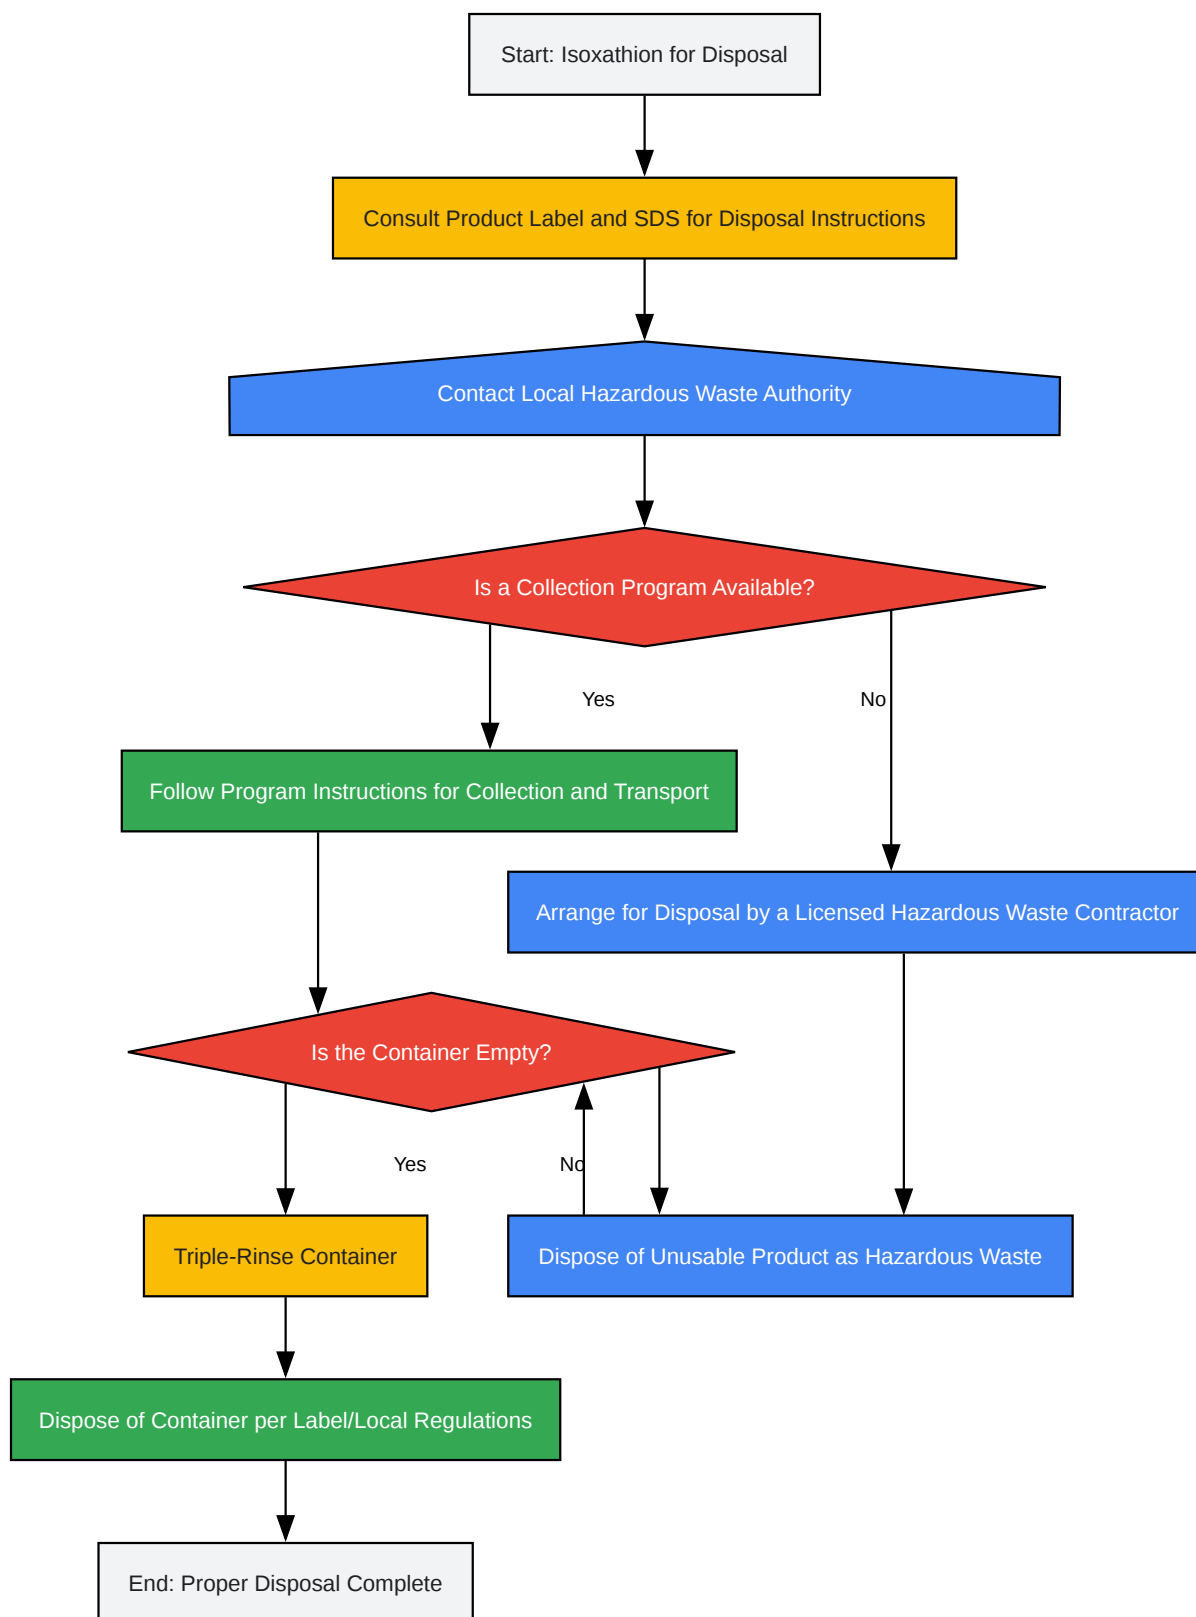 Start: Isoxathion for Disposal
Consult Product Label and SDS for Disposal Instructions
Contact Local Hazardous Waste Authority
Is a Collection Program Available?
Yes
No
Follow Program Instructions for Collection and Transport
Arrange for Disposal by a Licensed Hazardous Waste Contractor
Is the Container Empty?
Yes
No
Triple-Rinse Container
Dispose of Unusable Product as Hazardous Waste
Dispose of Container per Label/Local Regulations
End: Proper Disposal Complete